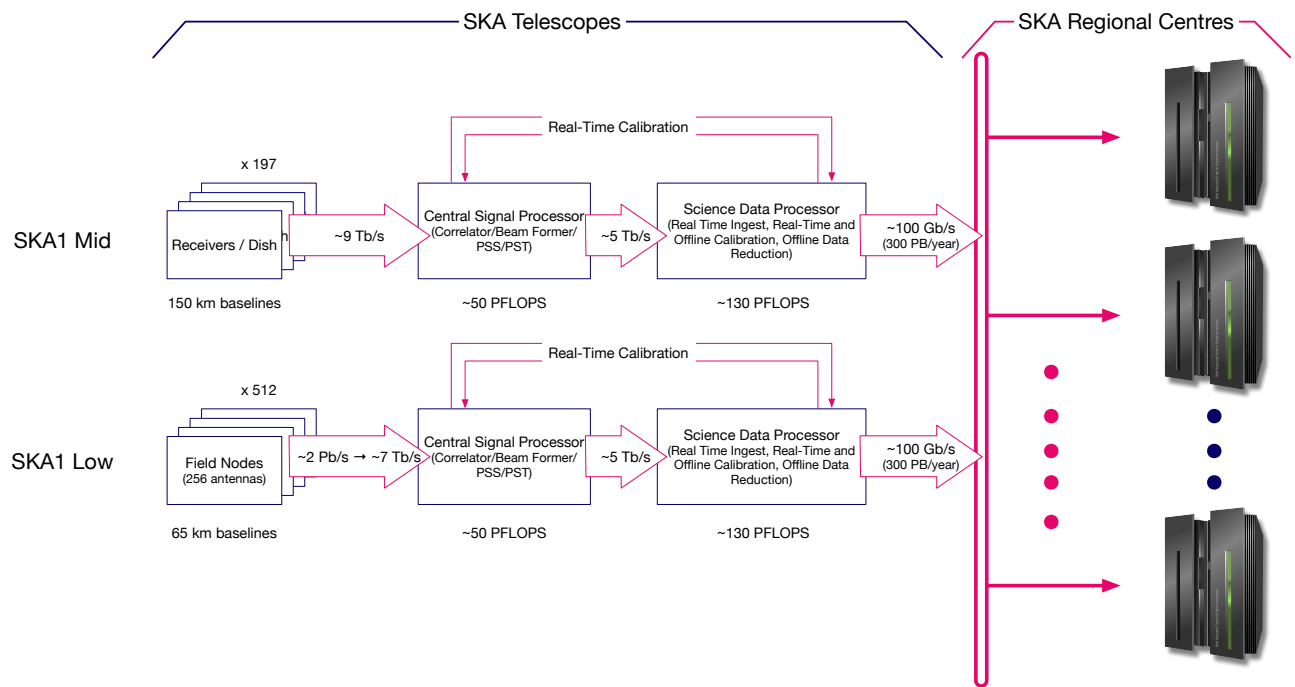 SKA Telescopes
SKA Regional Centres
SKA1 Mid
x 197
Receivers / Dish
h
150 km baselines
~9 Tb/s
Real-Time Calibration
Central Signal Processor
(Correlator/Beam Former/
PSS/PST)
~50 PFLOPS
~5 Tb/s
Science Data Processor
(Real Time Ingest, Real-Time and
Offline Calibration, Offline Data
Reduction)
~130 PFLOPS
~100 Gb/s
(300 PB/year)
SKA1 Low
x 512
Field Nodes
(256 antennas)
65 km baselines
~2 Pb/s → ~7 Tb/s
Real-Time Calibration
Central Signal Processor
(Correlator/Beam Former/
PSS/PST)
~50 PFLOPS
~5 Tb/s
Science Data Processor
(Real Time Ingest, Real-Time and
Offline Calibration, Offline Data
Reduction)
~130 PFLOPS
~100 Gb/s
(300 PB/year)